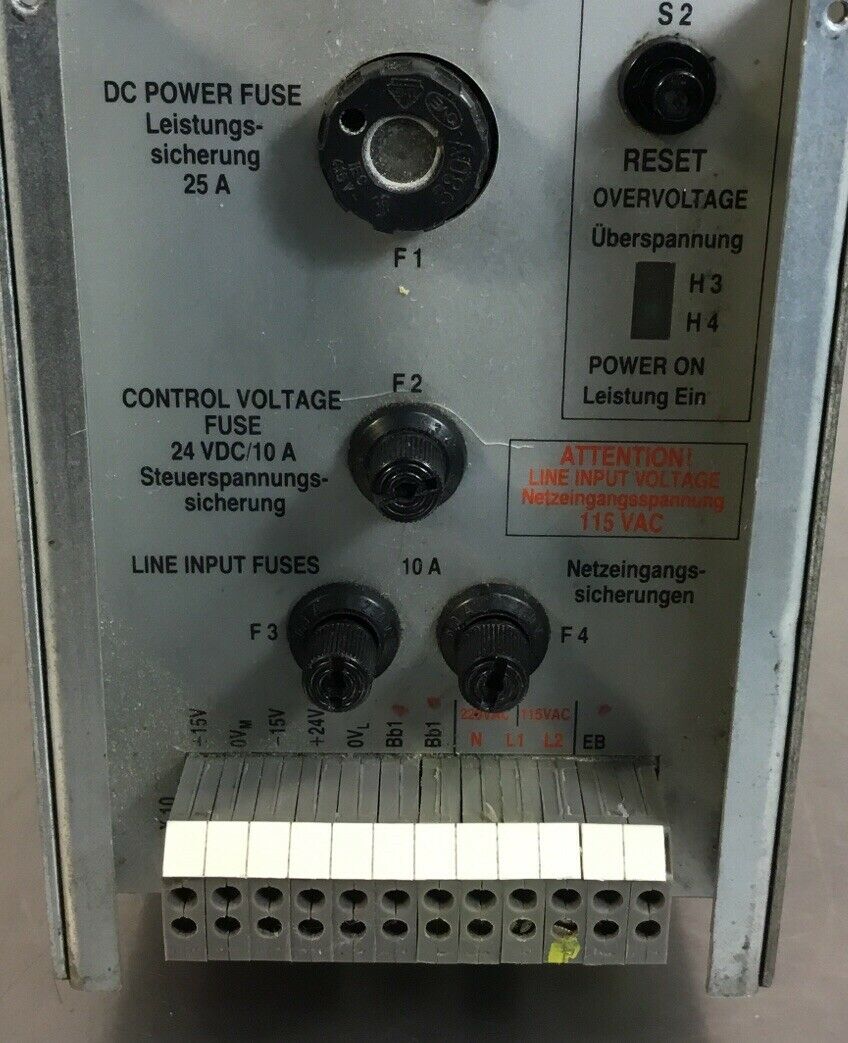 S 2
DC POWER FUSE
Leistungs-
sicherung
25 A
F 1
RESET
OVERVOLTAGE
Überspannung
H 3
H 4
POWER ON
Leistung Ein
F 2
CONTROL VOLTAGE
FUSE
24 VDC/10 A
Steuerspannungs-
sicherung
ATTENTION!
LINE INPUT VOLTAGE
Netzeingangsspannung
115 VAC
LINE INPUT FUSES
10 A
Netzeingangs-
sicherungen
F 3
F 4
+15V
0VM
-15V
+24V
0VL
Bb1
Bb1
220VAC
115VAC
N
L1
L2
EB
X 10